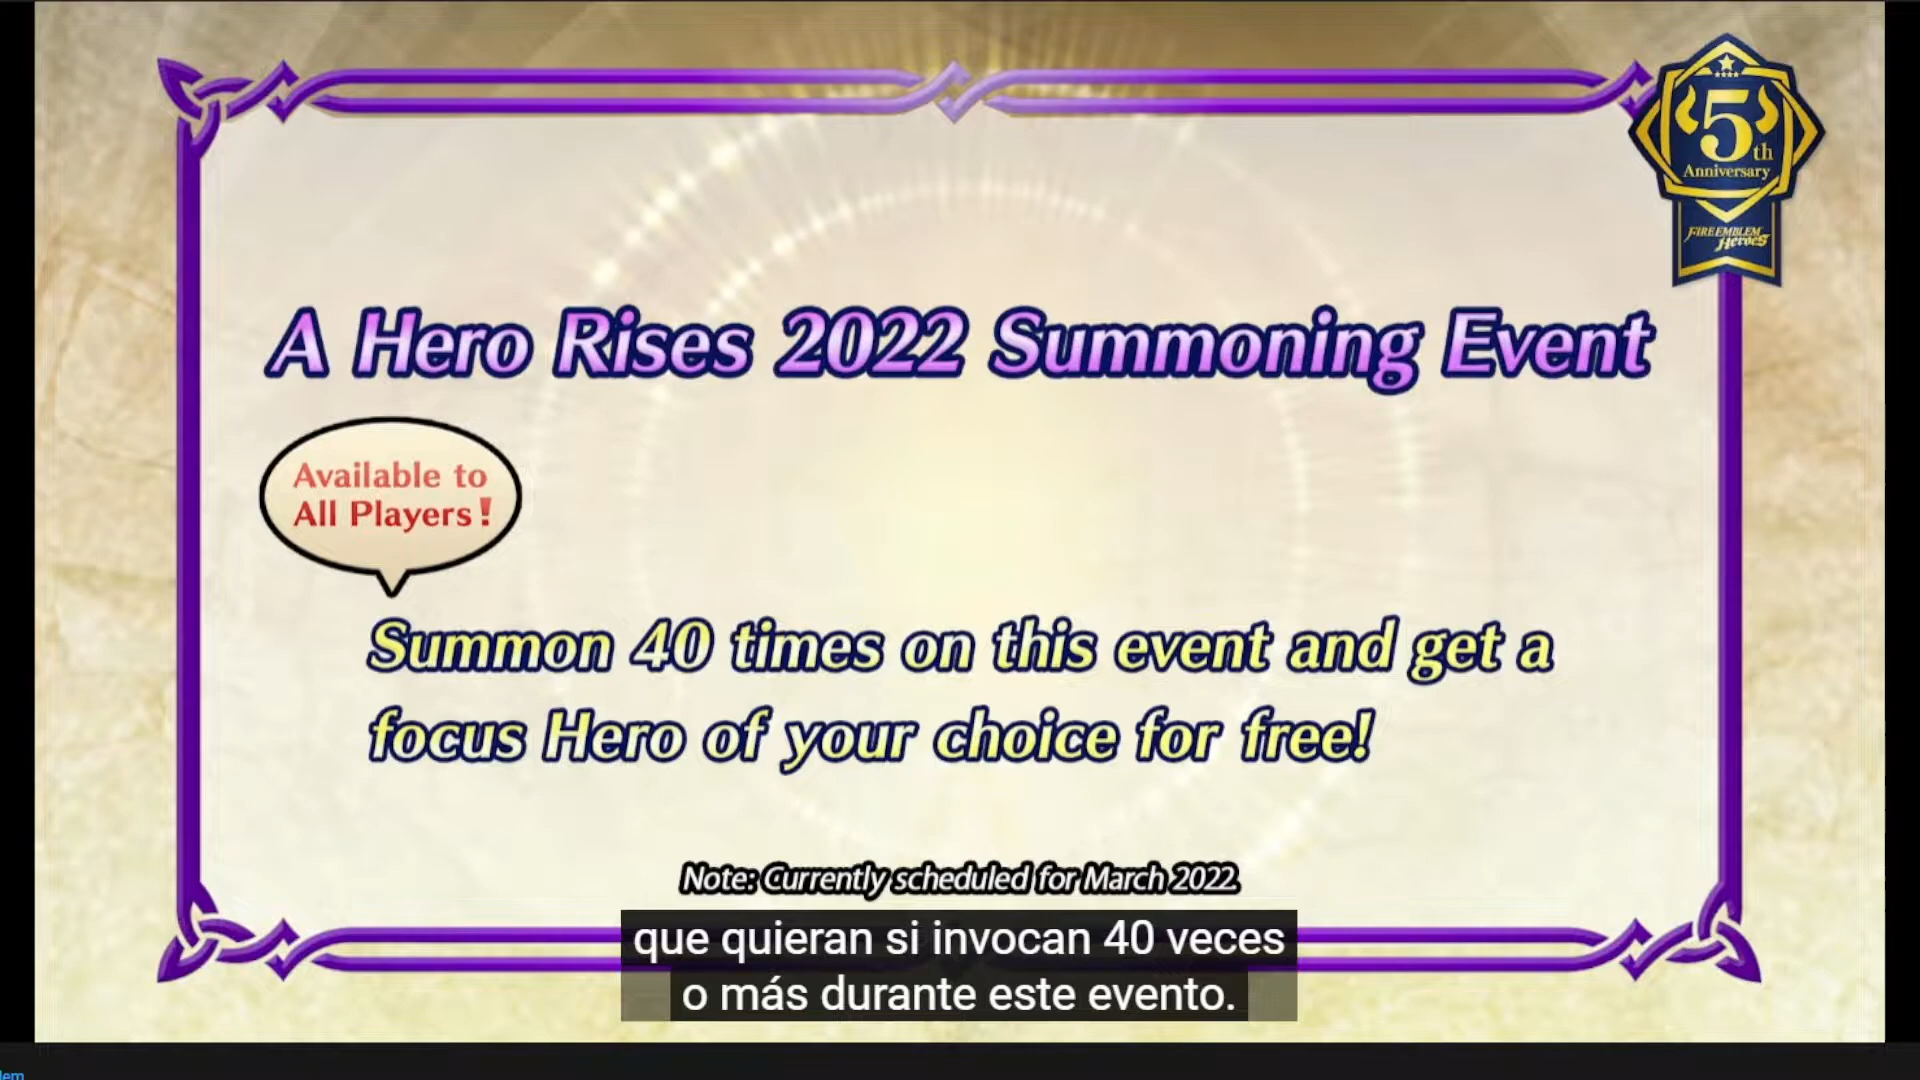 5th
Anniversary
FIRE EMBLEM
Heroes
A Hero Rises 2022 Summoning Event
Available to
All Players!
Summon 40 times on this event and get a
focus Hero of your choice for free!
Note: Currently scheduled for March 2022.
que quieran si invocan 40 veces
o más durante este evento.